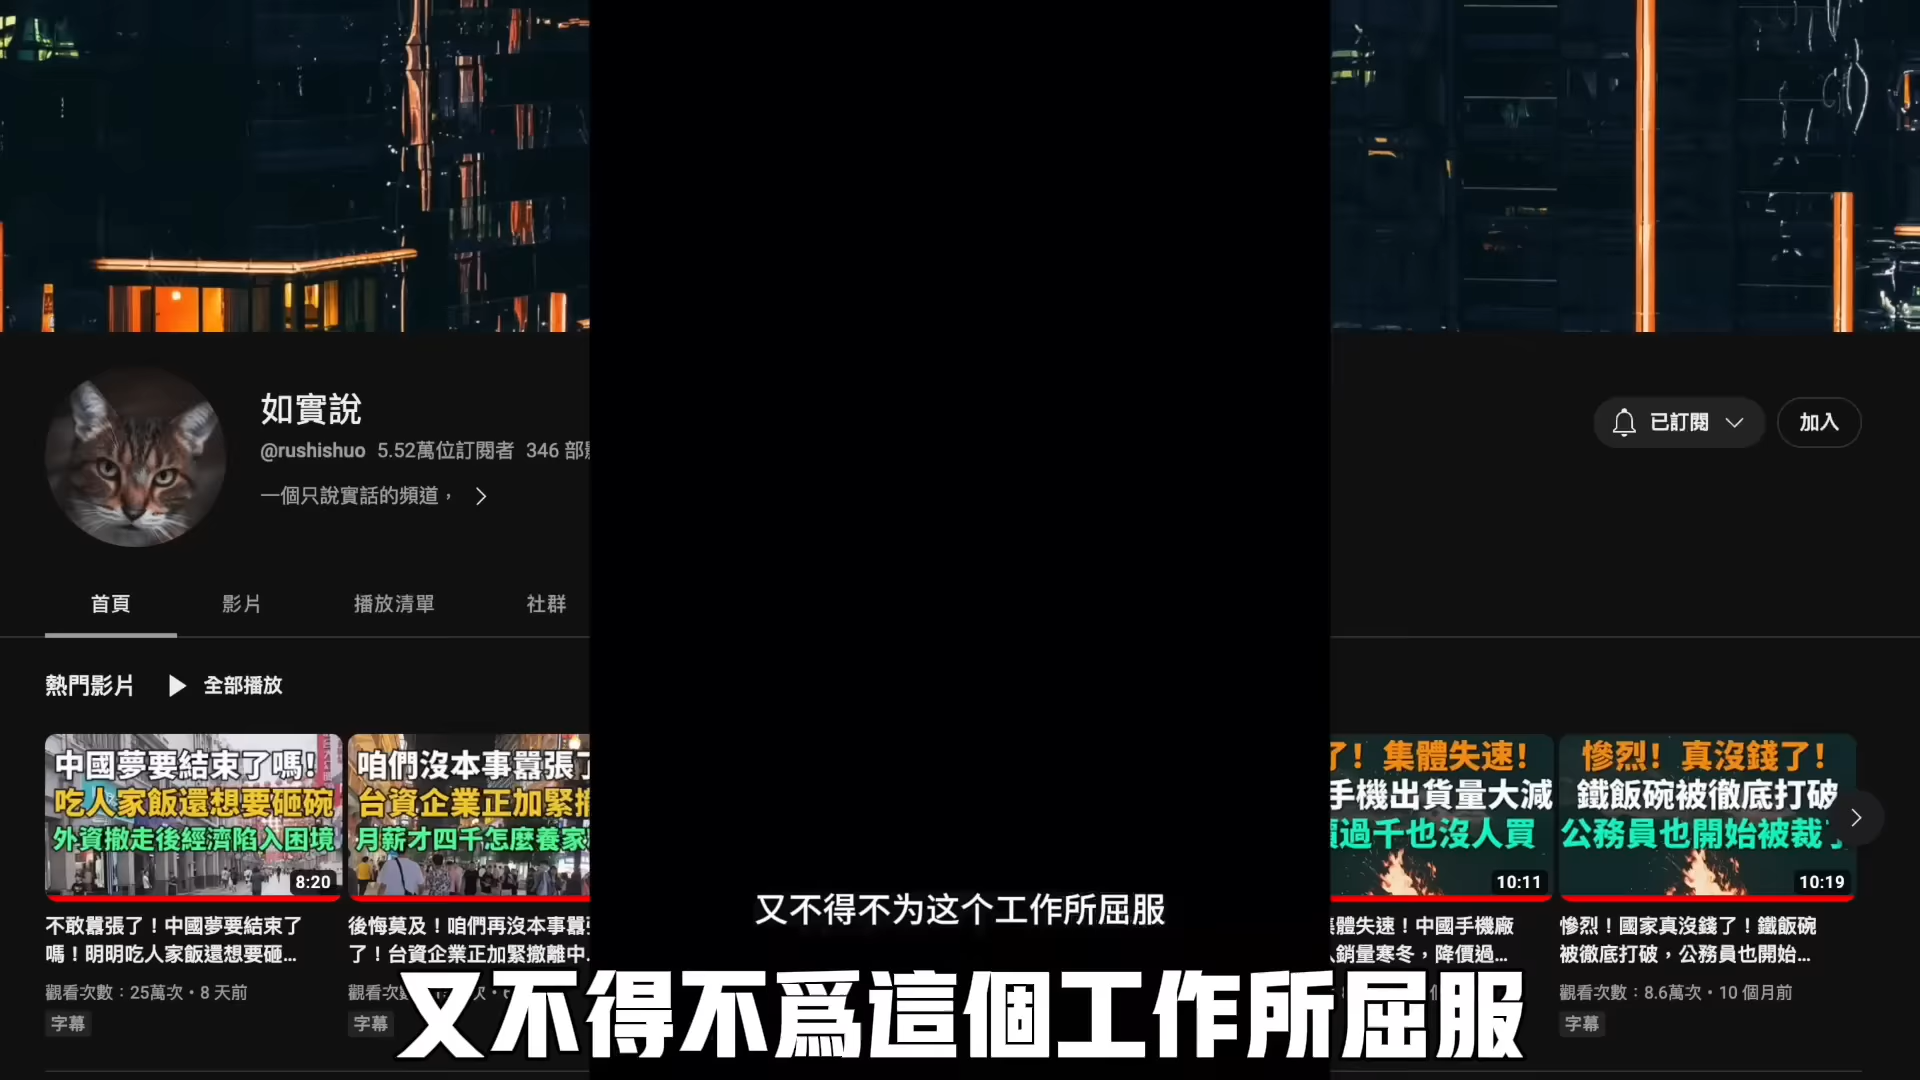 如實說
@rushishuo 5.52萬位訂閱者 346 部
一個只說實話的頻道，
已訂閱
加入
首頁
影片
播放清單
社群
熱門影片
全部播放
中國夢要結束了嗎！
吃人家飯還想要砸碗
外資撤走後經濟陷入困境
8:20
不敢囂張了！中國夢要結束了
嗎！明明吃人家飯還想要砸...
觀看次數：25萬次・8 天前
字幕
咱們沒本事囂張了
台資企業正加緊
月薪才四千怎麼養家
後悔莫及！咱們再沒本事囂
了！台資企業正加緊撤離中
觀看次
字幕
了！集體失速！
手機出貨量大減
過千也沒人買
10:11
集體失速！中國手機廠
銷量寒冬，降價過...
慘烈！真沒錢了！
鐵飯碗被徹底打破
公務員也開始被裁
10:19
慘烈！國家真沒錢了！鐵飯碗
被徹底打破，公務員也開始...
觀看次數：8.6萬次・10 個月前
字幕
又不得不为这个工作所屈服
又不得不爲這個工作所屈服